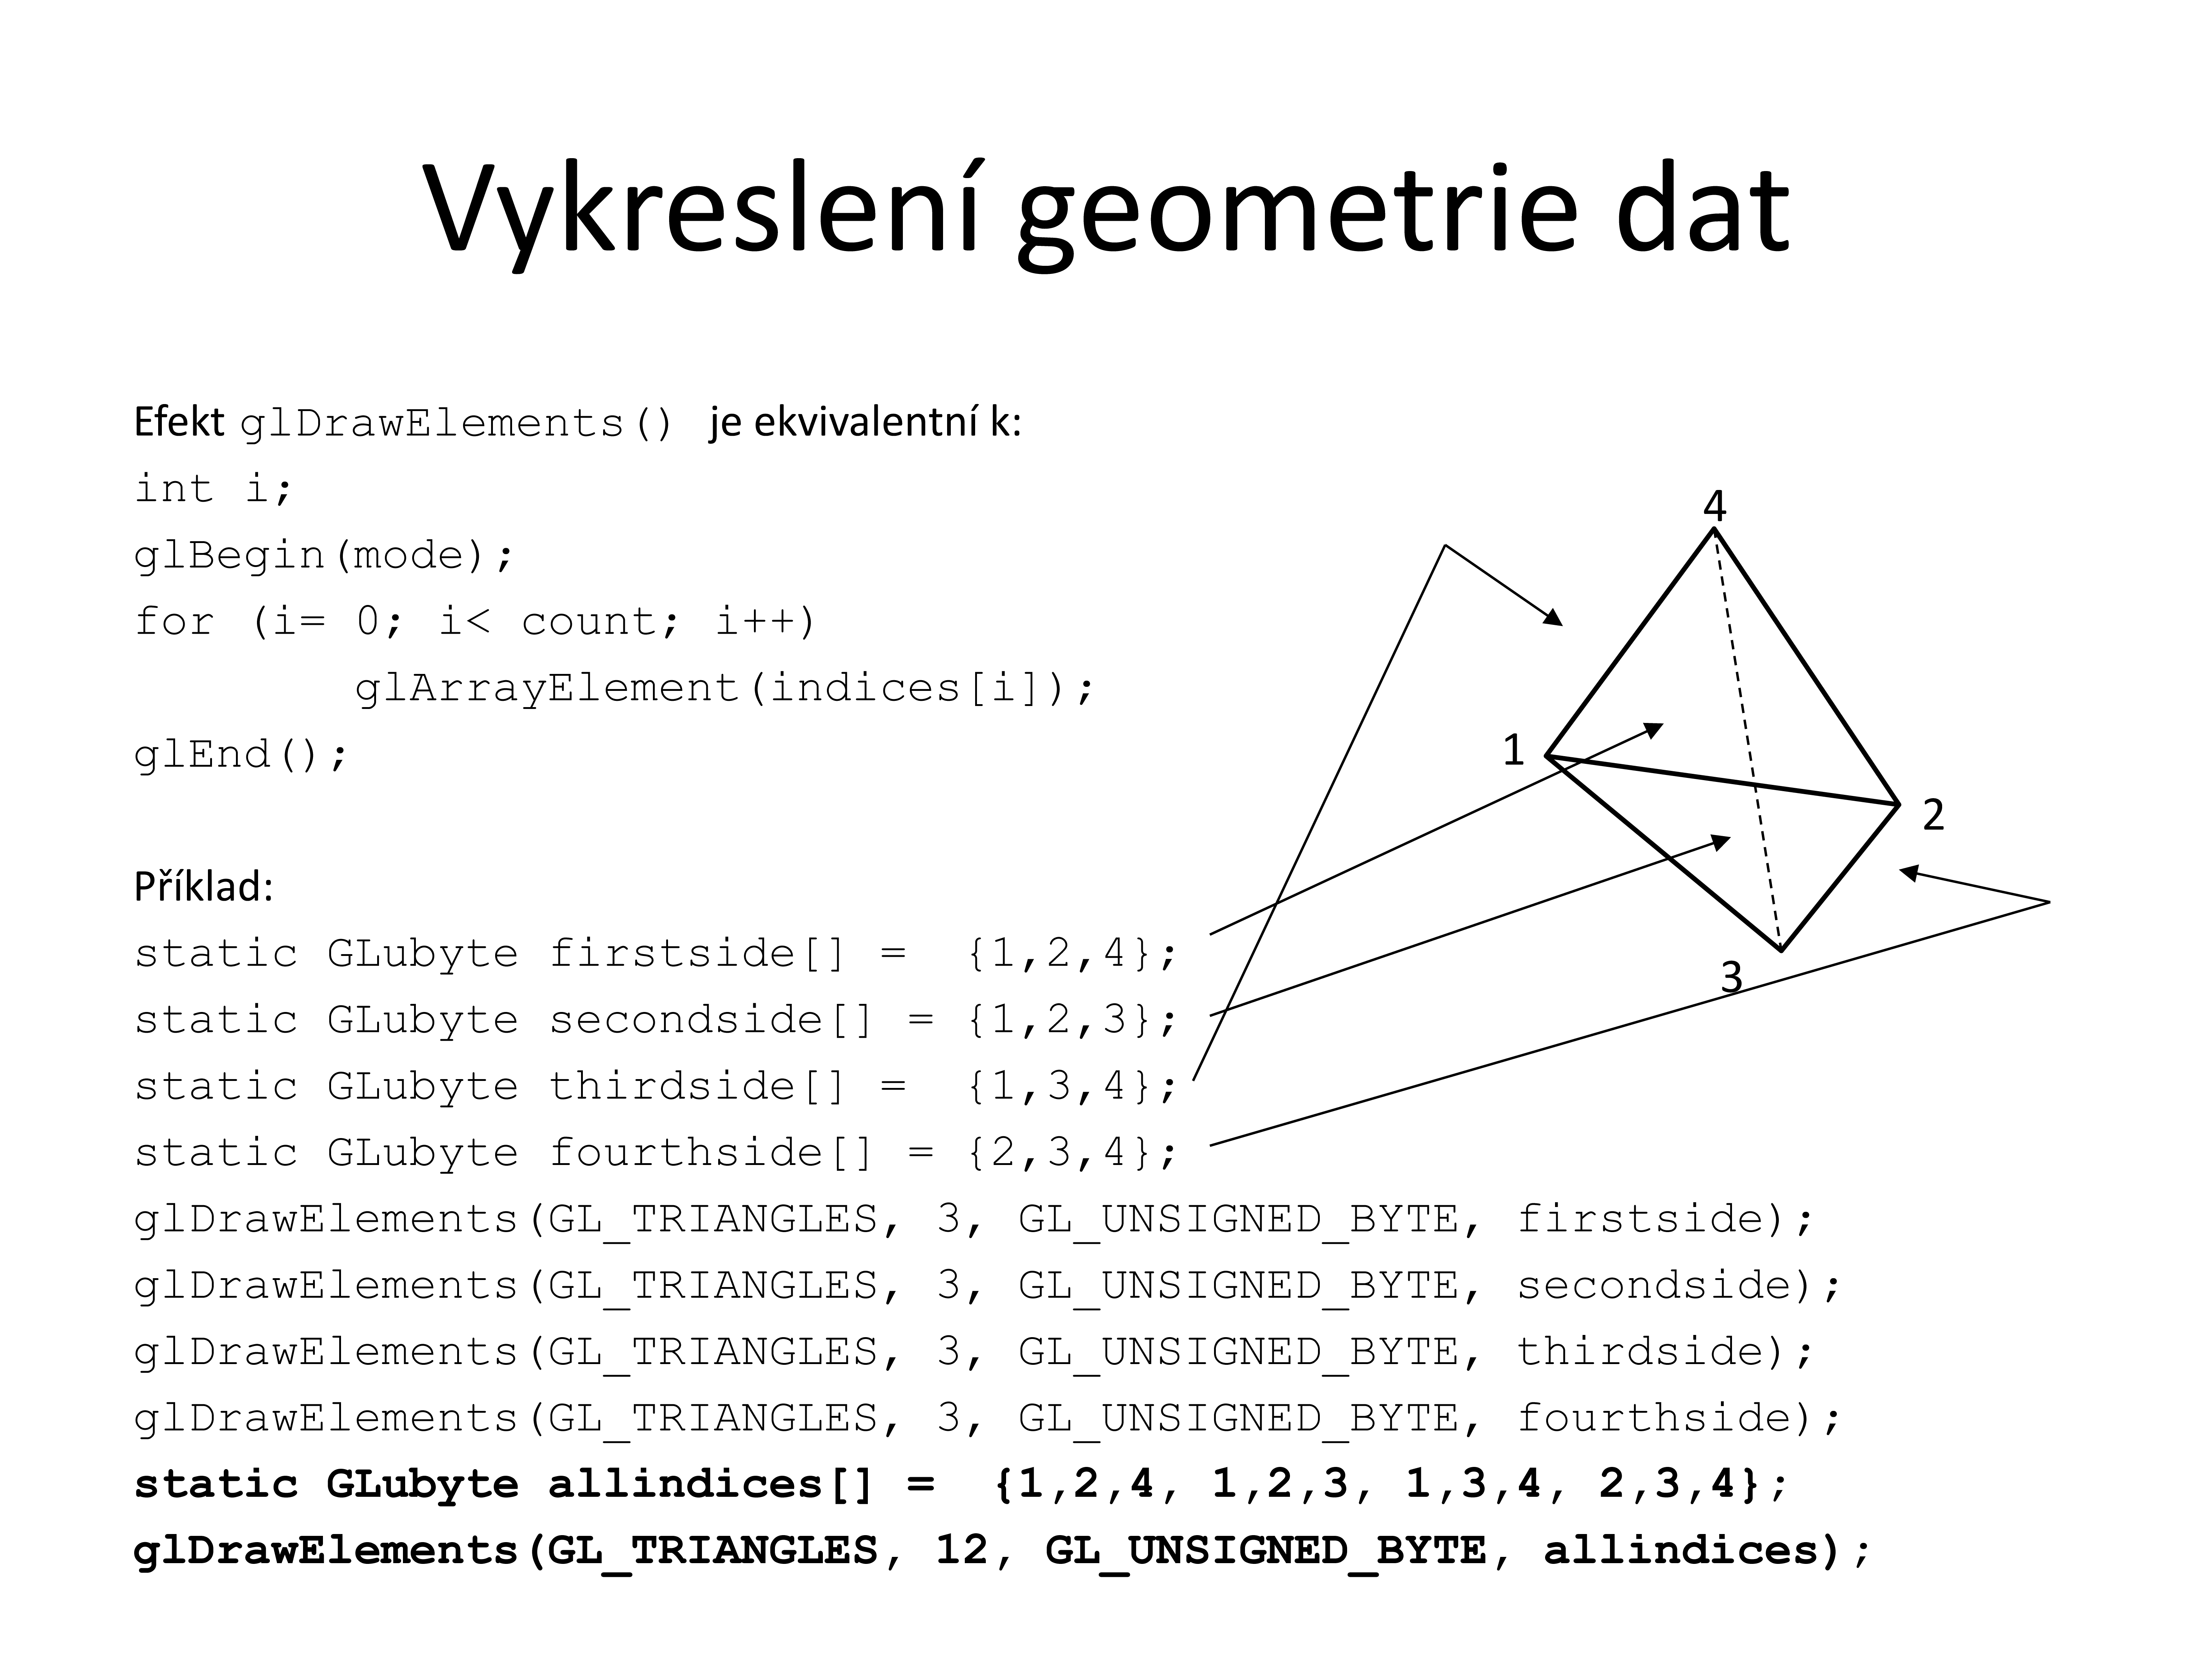 Vykreslení geometrie dat
Efekt glDrawElements() je ekvivalentní k:
int i;
glBegin(mode);
for (i= 0; i< count; i++)
glArrayElement(indices[i]);
glEnd();
Příklad:
static GLubyte firstside[] =  {1,2,4};
static GLubyte secondside[] = {1,2,3};
static GLubyte thirdside[] =  {1,3,4};
static GLubyte fourthside[] = {2,3,4};
glDrawElements(GL_TRIANGLES, 3, GL_UNSIGNED_BYTE, firstside);
glDrawElements(GL_TRIANGLES, 3, GL_UNSIGNED_BYTE, secondside);
glDrawElements(GL_TRIANGLES, 3, GL_UNSIGNED_BYTE, thirdside);
glDrawElements(GL_TRIANGLES, 3, GL_UNSIGNED_BYTE, fourthside);
static GLubyte allindices[] =  {1,2,4, 1,2,3, 1,3,4, 2,3,4};
glDrawElements(GL_TRIANGLES, 12, GL_UNSIGNED_BYTE, allindices);
4
1
2
3